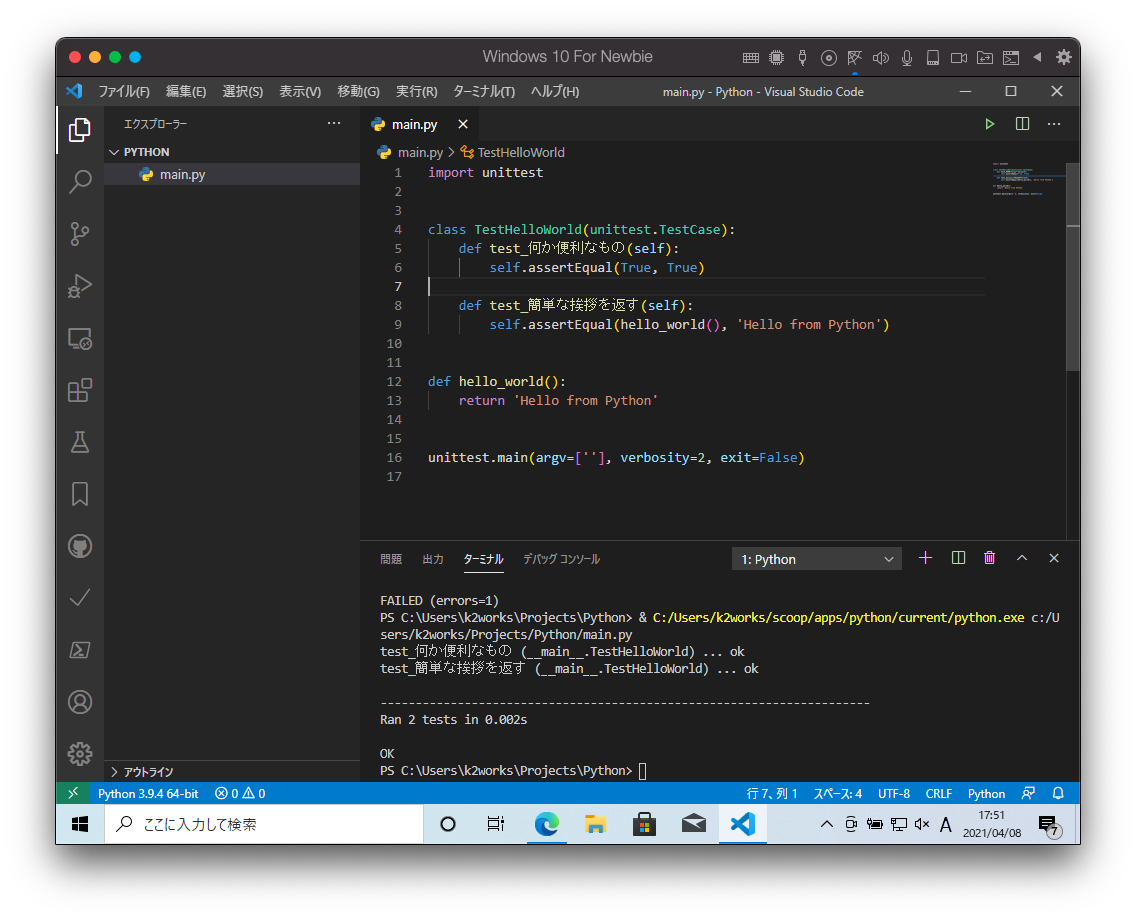 Windows 10 For Newbie
ファイル(F) 編集(E) 選択(S) 表示(V) 移動(G) 実行(R) ターミナル(T) ヘルプ(H) main.py - Python - Visual Studio Code
エクスプローラー
PYTHON
main.py
アウトライン
main.py
main.py > TestHelloWorld
1 import unittest
2
3
4 class TestHelloWorld(unittest.TestCase):
5 def test_何か便利なもの(self):
6 self.assertEqual(True, True)
7
8 def test_簡単な挨拶を返す(self):
9 self.assertEqual(hello_world(), 'Hello from Python')
10
11
12 def hello_world():
13 return 'Hello from Python'
14
15
16 unittest.main(argv=[''], verbosity=2, exit=False)
17
問題 出力 ターミナル デバッグ コンソール 1: Python
FAILED (errors=1)
PS C:\Users\k2works\Projects\Python> & C:/Users/k2works/scoop/apps/python/current/python.exe c:/U
sers/k2works/Projects/Python/main.py
test_何か便利なもの (__main__.TestHelloWorld) ... ok
test_簡単な挨拶を返す (__main__.TestHelloWorld) ... ok
----------------------------------------------------------------------
Ran 2 tests in 0.002s
OK
PS C:\Users\k2works\Projects\Python>
Python 3.9.4 64-bit 0 0 行 7、列 1 スペース: 4 UTF-8 CRLF Python
ここに入力して検索 A 17:51
2021/04/08
7